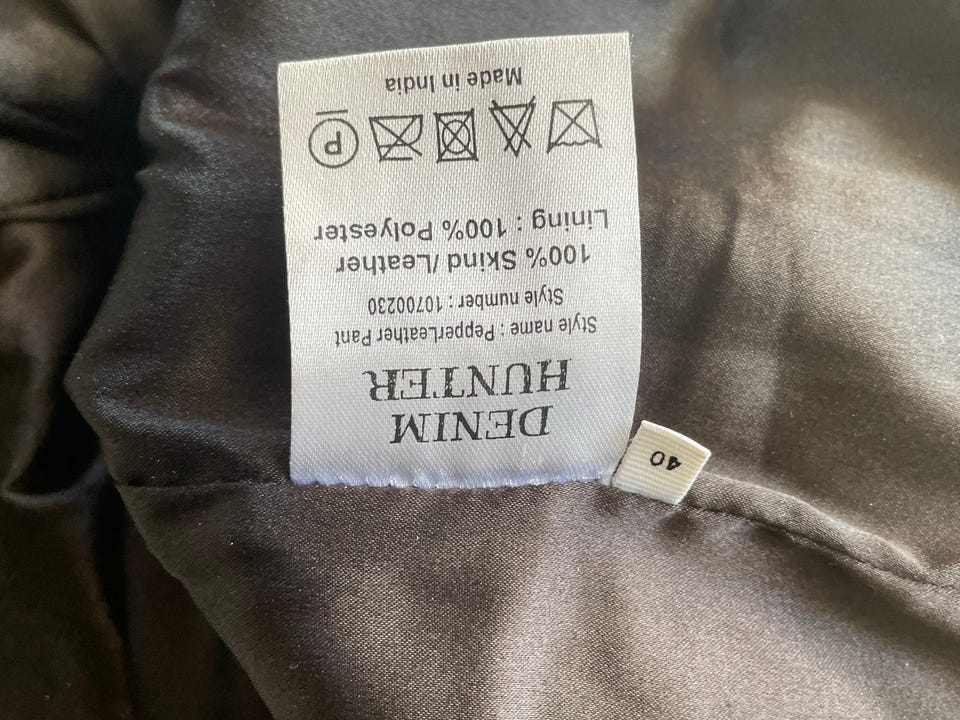 DENIM
HUNTER
Style name : PepperLeather Pant
Style number : 10700230
100% Skind /Leather
Lining : 100% Polyester
P
Made in India
40